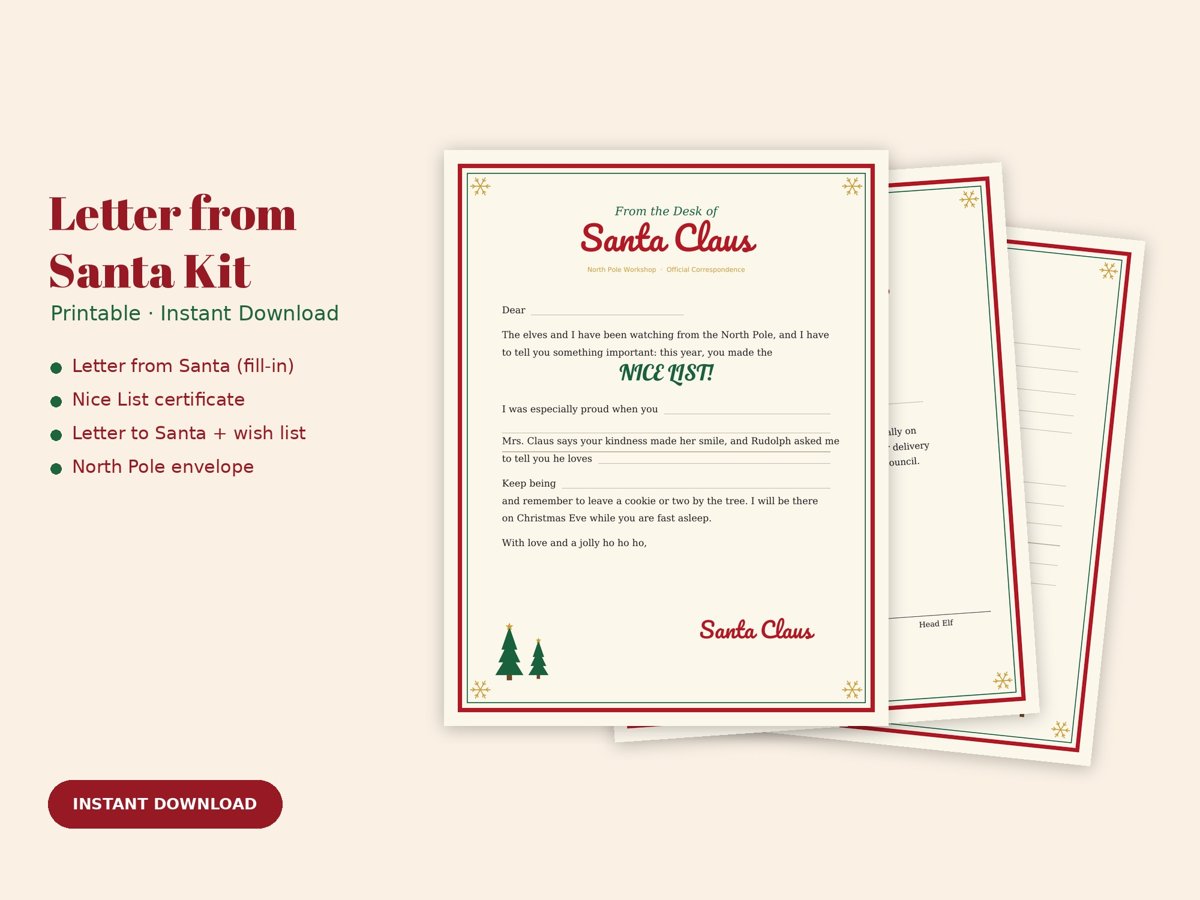 Letter from
Santa Kit
Printable · Instant Download
Letter from Santa (fill-in)
Nice List certificate
Letter to Santa + wish list
North Pole envelope
INSTANT DOWNLOAD
From the Desk of
Santa Claus
North Pole Workshop · Official Correspondence
Dear
The elves and I have been watching from the North Pole, and I have
to tell you something important: this year, you made the
NICE LIST!
I was especially proud when you
Mrs. Claus says your kindness made her smile, and Rudolph asked me
to tell you he loves
Keep being
and remember to leave a cookie or two by the tree. I will be there
on Christmas Eve while you are fast asleep.
With love and a jolly ho ho ho,
Santa Claus
on
delivery
Head Elf